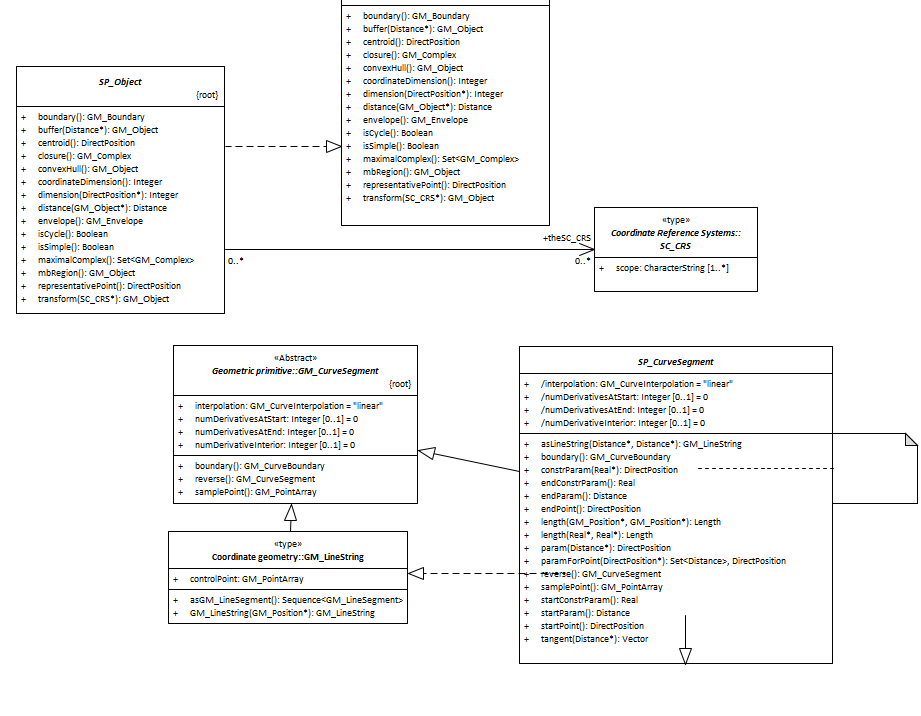 + boundary(): GM_Boundary
+ buffer(Distance*): GM_Object
+ centroid(): DirectPosition
+ closure(): GM_Complex
+ convexHull(): GM_Object
+ coordinateDimension(): Integer
+ dimension(DirectPosition*): Integer
+ distance(GM_Object*): Distance
+ envelope(): GM_Envelope
+ isCycle(): Boolean
+ isSimple(): Boolean
+ maximalComplex(): Set<GM_Complex>
+ mbRegion(): GM_Object
+ representativePoint(): DirectPosition
+ transform(SC_CRS*): GM_Object
SP_Object
{root}
+ boundary(): GM_Boundary
+ buffer(Distance*): GM_Object
+ centroid(): DirectPosition
+ closure(): GM_Complex
+ convexHull(): GM_Object
+ coordinateDimension(): Integer
+ dimension(DirectPosition*): Integer
+ distance(GM_Object*): Distance
+ envelope(): GM_Envelope
+ isCycle(): Boolean
+ isSimple(): Boolean
+ maximalComplex(): Set<GM_Complex>
+ mbRegion(): GM_Object
+ representativePoint(): DirectPosition
+ transform(SC_CRS*): GM_Object
0..*
+theSC_CRS
0..*
«type»
Coordinate Reference Systems::
SC_CRS
+ scope: CharacterString [1..*]
«Abstract»
Geometric primitive::GM_CurveSegment
{root}
+ interpolation: GM_CurveInterpolation = "linear"
+ numDerivativesAtStart: Integer [0..1] = 0
+ numDerivativesAtEnd: Integer [0..1] = 0
+ numDerivativeInterior: Integer [0..1] = 0
+ boundary(): GM_CurveBoundary
+ reverse(): GM_CurveSegment
+ samplePoint(): GM_PointArray
«type»
Coordinate geometry::GM_LineString
+ controlPoint: GM_PointArray
+ asGM_LineSegment(): Sequence<GM_LineSegment>
+ GM_LineString(GM_Position*): GM_LineString
SP_CurveSegment
+ /interpolation: GM_CurveInterpolation = "linear"
+ /numDerivativesAtStart: Integer [0..1] = 0
+ /numDerivativesAtEnd: Integer [0..1] = 0
+ /numDerivativeInterior: Integer [0..1] = 0
+ asLineString(Distance*, Distance*): GM_LineString
+ boundary(): GM_CurveBoundary
+ constrParam(Real*): DirectPosition
+ endConstrParam(): Real
+ endParam(): Distance
+ endPoint(): DirectPosition
+ length(GM_Position*, GM_Position*): Length
+ length(Real*, Real*): Length
+ param(Distance*): DirectPosition
+ paramForPoint(DirectPosition*): Set<Distance>, DirectPosition
+ reverse(): GM_CurveSegment
+ samplePoint(): GM_PointArray
+ startConstrParam(): Real
+ startParam(): Distance
+ startPoint(): DirectPosition
+ tangent(Distance*): Vector